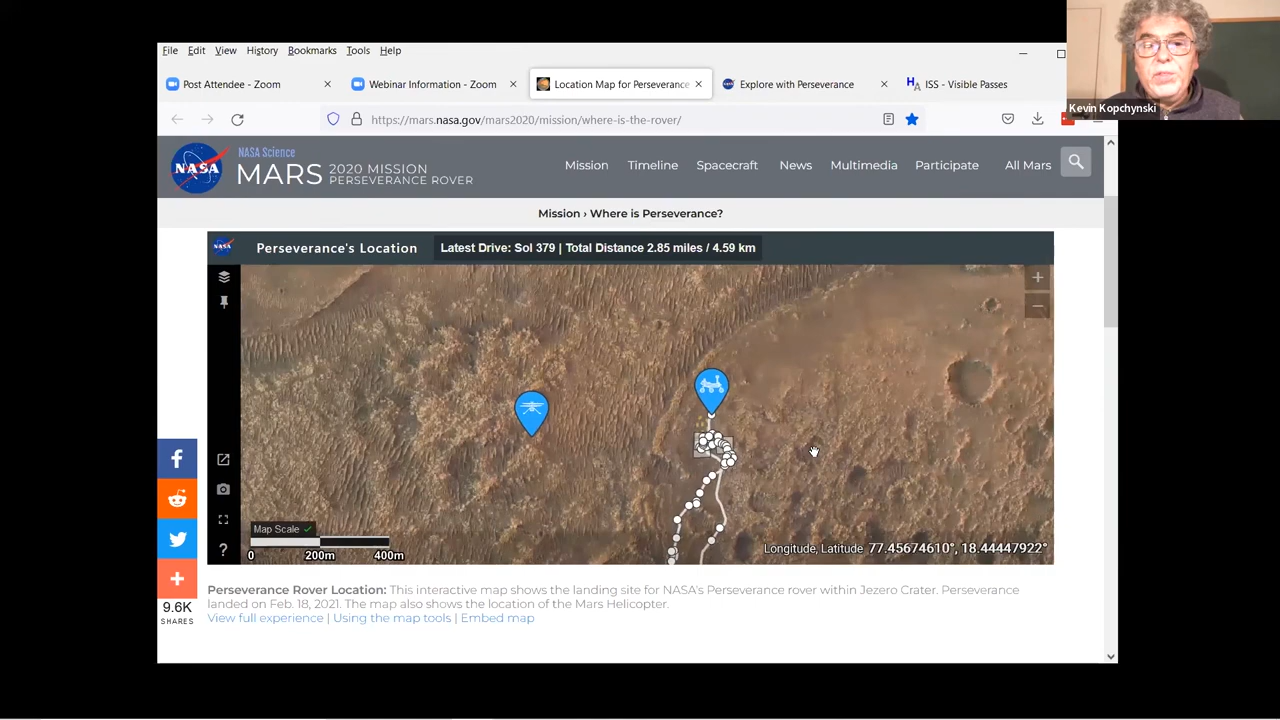 File Edit View History Bookmarks Tools Help
Kevin Kopchynski
Post Attendee - Zoom
Webinar Information - Zoom
Location Map for Perseverance
Explore with Perseverance
HA ISS - Visible Passes
https://mars.nasa.gov/mars2020/mission/where-is-the-rover/
NASA
NASA Science
MARS
2020 MISSION
PERSEVERANCE ROVER
Mission Timeline Spacecraft News Multimedia Participate All Mars
Mission › Where is Perseverance?
NASA
Perseverance's Location
Latest Drive: Sol 379 | Total Distance 2.85 miles / 4.59 km
+
−
?
Map Scale ✓
0 200m 400m
Longitude, Latitude 77.45674610°, 18.44447922°
9.6K
SHARES
Perseverance Rover Location: This interactive map shows the landing site for NASA's Perseverance rover within Jezero Crater. Perseverance
landed on Feb. 18, 2021. The map also shows the location of the Mars Helicopter.
View full experience | Using the map tools | Embed map